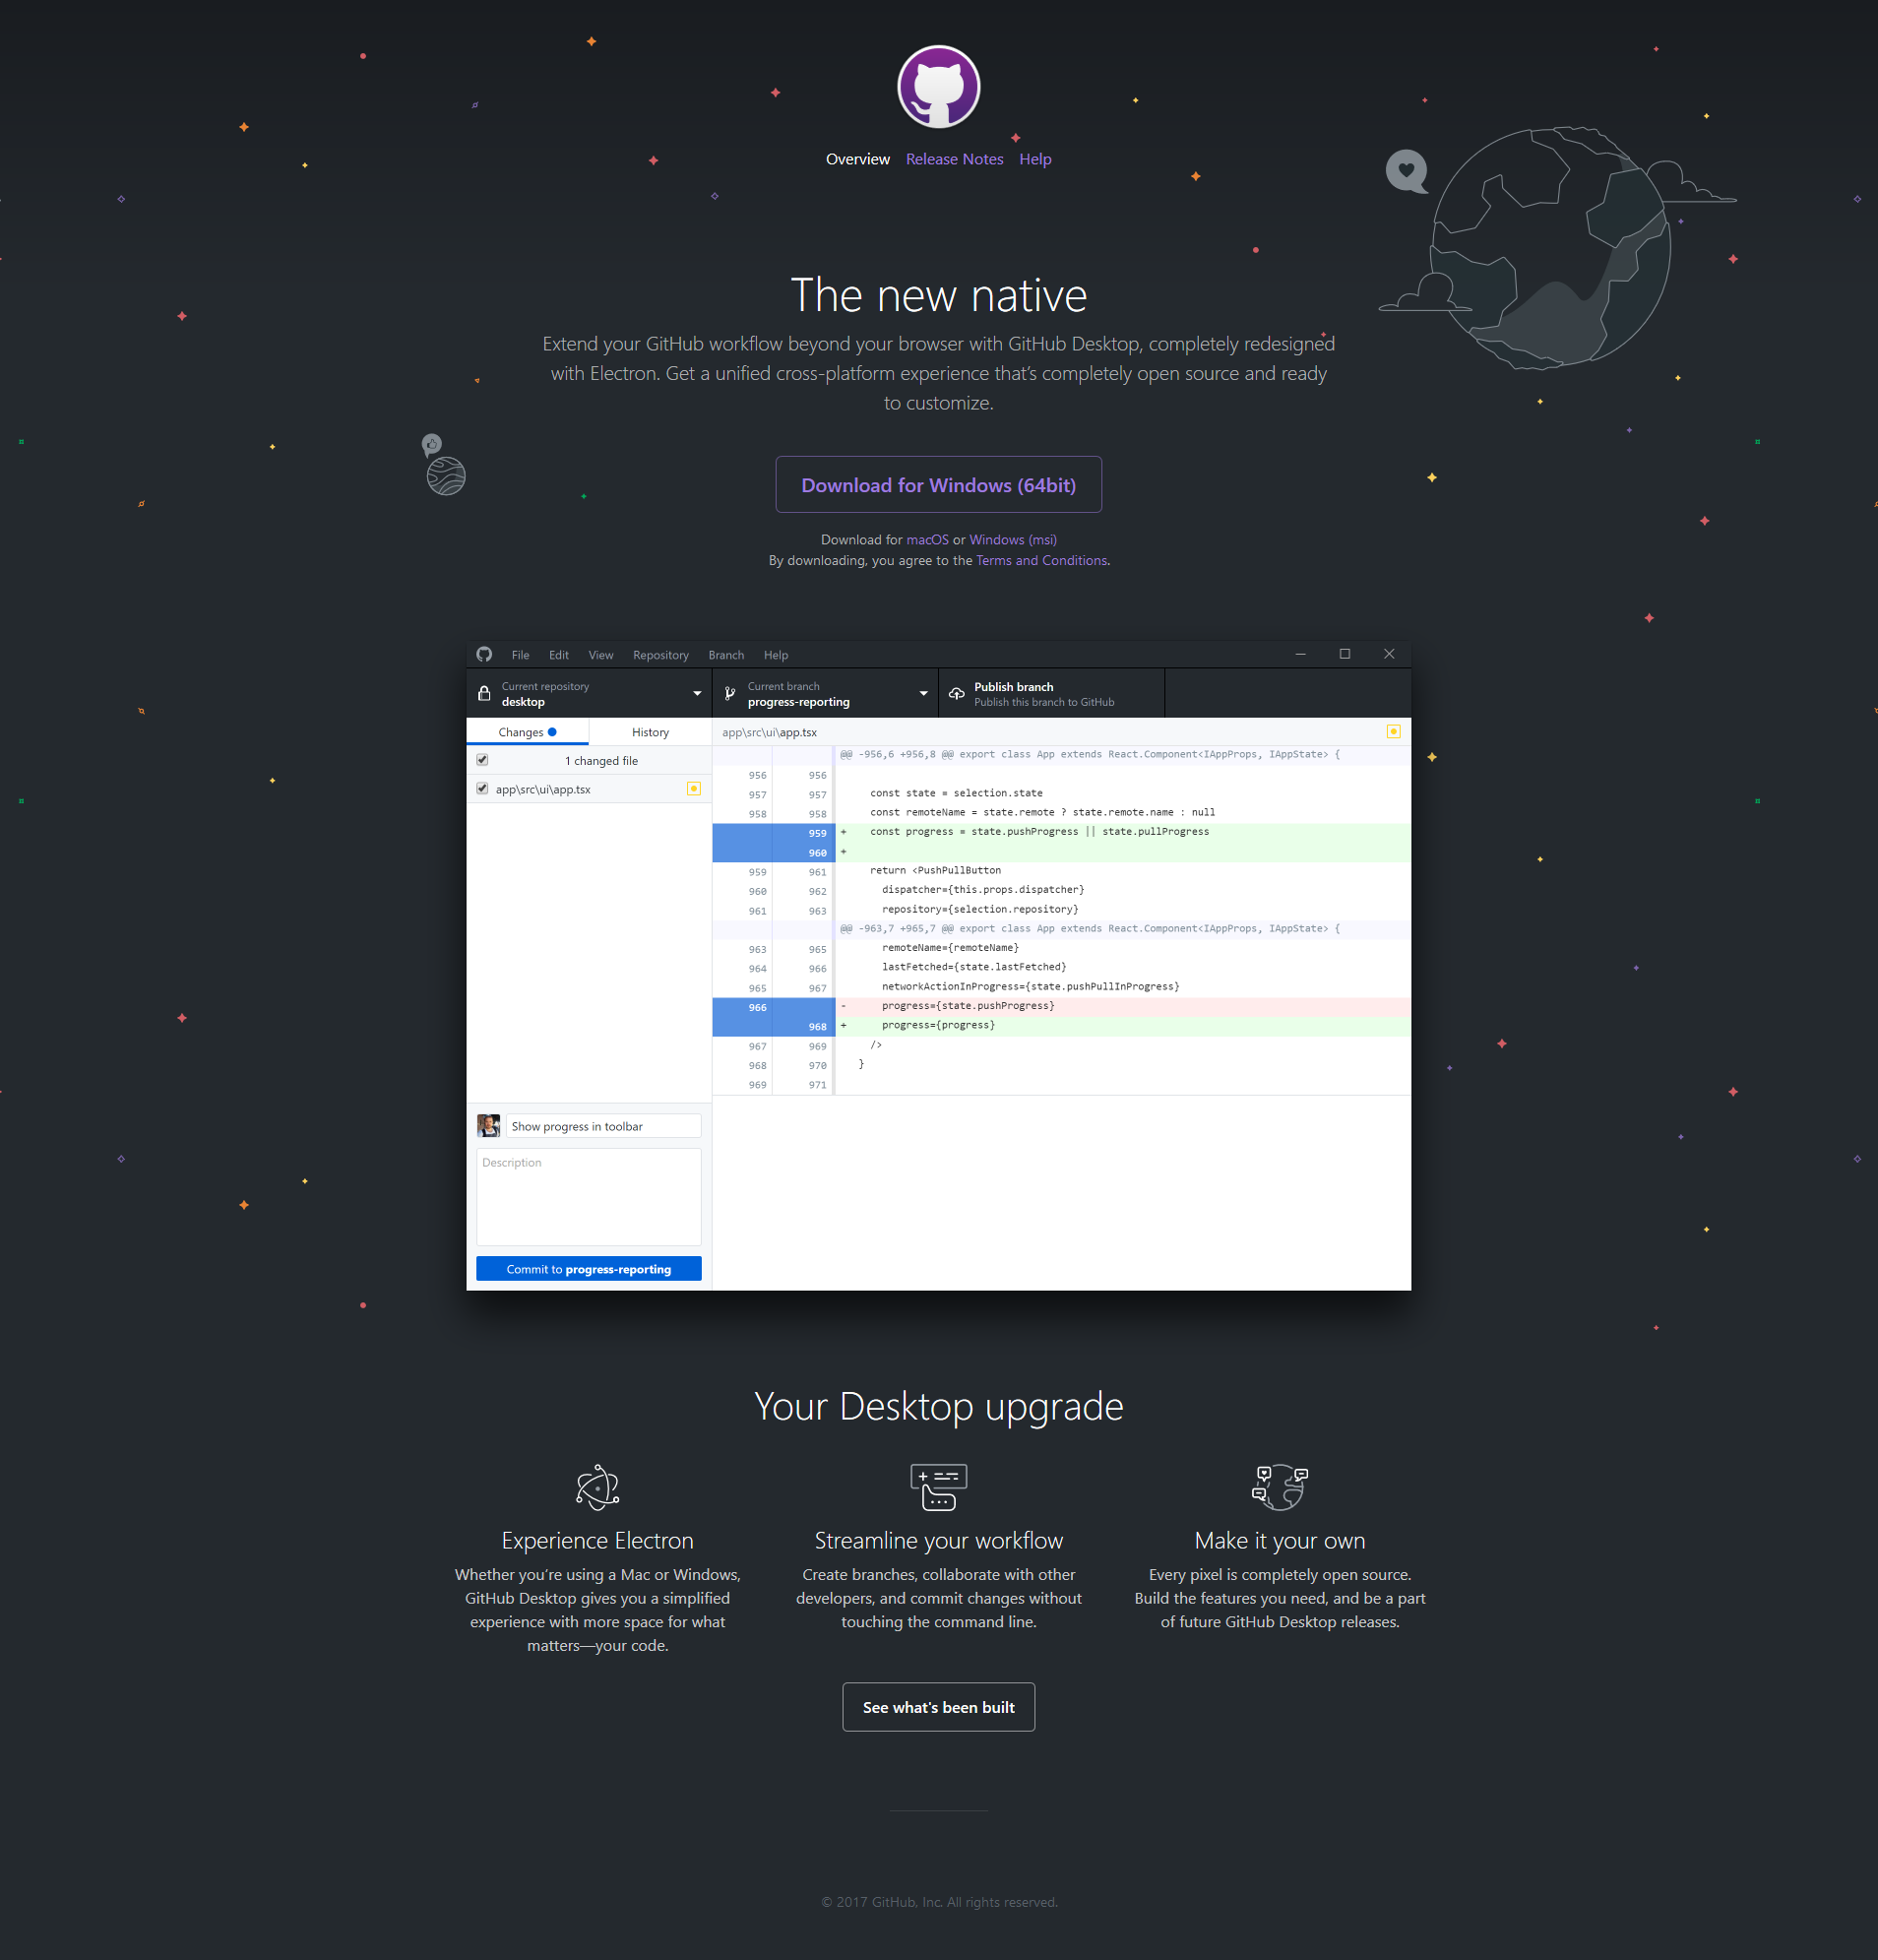 Overview Release Notes Help
The new native
Extend your GitHub workflow beyond your browser with GitHub Desktop, completely redesigned
with Electron. Get a unified cross-platform experience that’s completely open source and ready
to customize.
Download for Windows (64bit)
Download for macOS or Windows (msi)
By downloading, you agree to the Terms and Conditions.
File Edit View Repository Branch Help
Current repository
desktop
Current branch
progress-reporting
Publish branch
Publish this branch to GitHub
Changes History
1 changed file
app\src\ui\app.tsx
app\src\ui\app.tsx
@@ -956,6 +956,8 @@ export class App extends React.Component<IAppProps, IAppState> {
956 956
957 957 const state = selection.state
958 958 const remoteName = state.remote ? state.remote.name : null
959 + const progress = state.pushProgress || state.pullProgress
960 +
959 961 return <PushPullButton
960 962 dispatcher={this.props.dispatcher}
961 963 repository={selection.repository}
@@ -963,7 +965,7 @@ export class App extends React.Component<IAppProps, IAppState> {
963 965 remoteName={remoteName}
964 966 lastFetched={state.lastFetched}
965 967 networkActionInProgress={state.pushPullInProgress}
966 - progress={state.pushProgress}
968 + progress={progress}
967 969 />
968 970 }
969 971
Show progress in toolbar
Description
Commit to progress-reporting
Your Desktop upgrade
Experience Electron
Whether you’re using a Mac or Windows,
GitHub Desktop gives you a simplified
experience with more space for what
matters—your code.
Streamline your workflow
Create branches, collaborate with other
developers, and commit changes without
touching the command line.
Make it your own
Every pixel is completely open source.
Build the features you need, and be a part
of future GitHub Desktop releases.
See what's been built
© 2017 GitHub, Inc. All rights reserved.